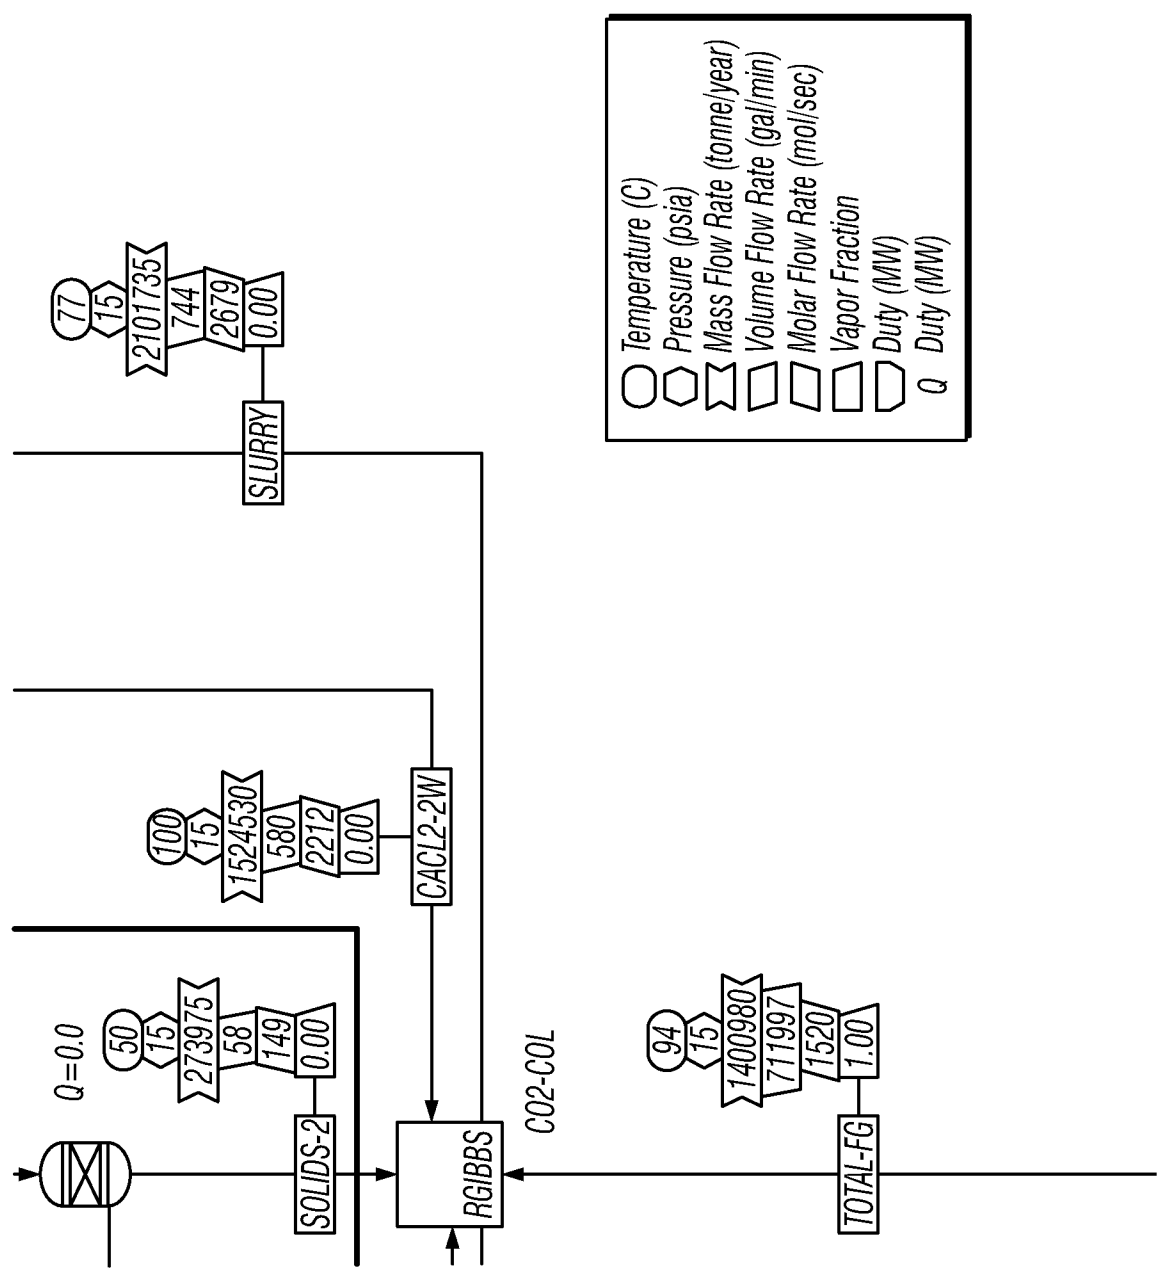 77
15
2101735
744
2679
0.00
SLURRY
100
15
1524530
580
2212
0.00
CACL2-2W
Q=0.0
50
15
273975
58
149
0.00
SOLIDS-2
RGIBBS
CO2-COL
94
15
1400980
711997
1520
1.00
TOTAL-FG
Temperature (C)
Pressure (psia)
Mass Flow Rate (tonne/year)
Volume Flow Rate (gal/min)
Molar Flow Rate (mol/sec)
Vapor Fraction
Duty (MW)
Q Duty (MW)